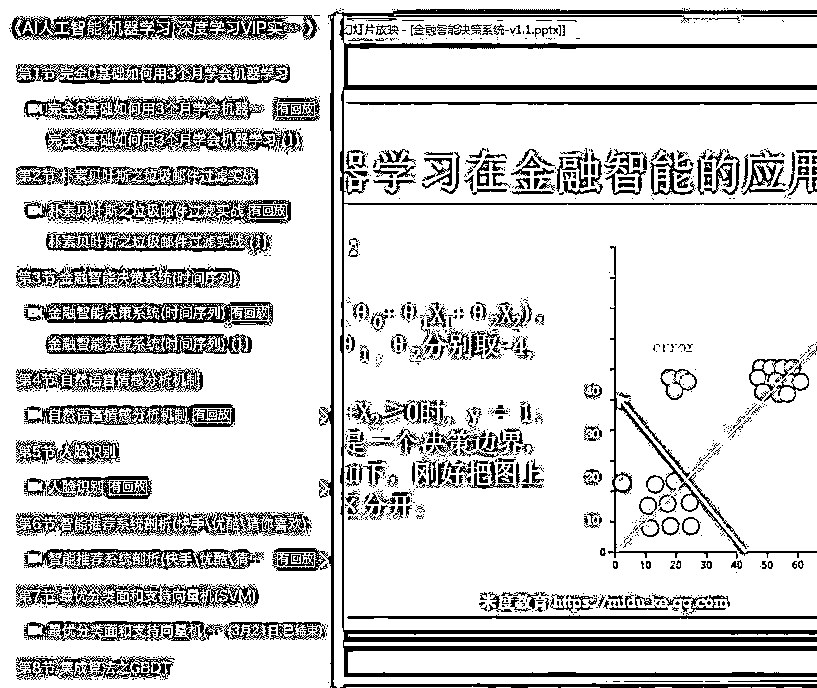 《AI人工智能 机器学习 深度学习VIP实…》
第1节 完全0基础如何用3个月学会机器学习
完全0基础如何用3个月学会机器… 有回放
完全0基础如何用3个月学会机器学习 (1)
第2节 朴素贝叶斯之垃圾邮件过滤实战
朴素贝叶斯之垃圾邮件过滤实战 有回放
朴素贝叶斯之垃圾邮件过滤实战 (1)
第3节 金融智能决策系统(时间序列)
金融智能决策系统(时间序列) 有回放
金融智能决策系统(时间序列) (1)
第4节 自然语言情感分析机制
自然语言情感分析机制 有回放
第5节 人脸识别
人脸识别 有回放
第6节 智能推荐系统剖析(快手\优酷\猜你喜欢)
智能推荐系统剖析(快手\优酷\猜… 有回放
第7节 最优分类面和支持向量机(SVM)
最优分类面和支持向量机… (3月21日已结束)
第8节 集成算法之GBDT
幻灯片放映 - [金融智能决策系统-v1.1.pptx]
器学习在金融智能的应用
2
θ0+θ1X1+θ2X2),
θ1, θ2分别取-4,
X2>0时, y = 1,
是一个决策边界,
0下, 刚好把图上
分开.
error
40
30
20
10
0
0 10 20 30 40 50 60
米度教育 https://midu.ke.qq.com